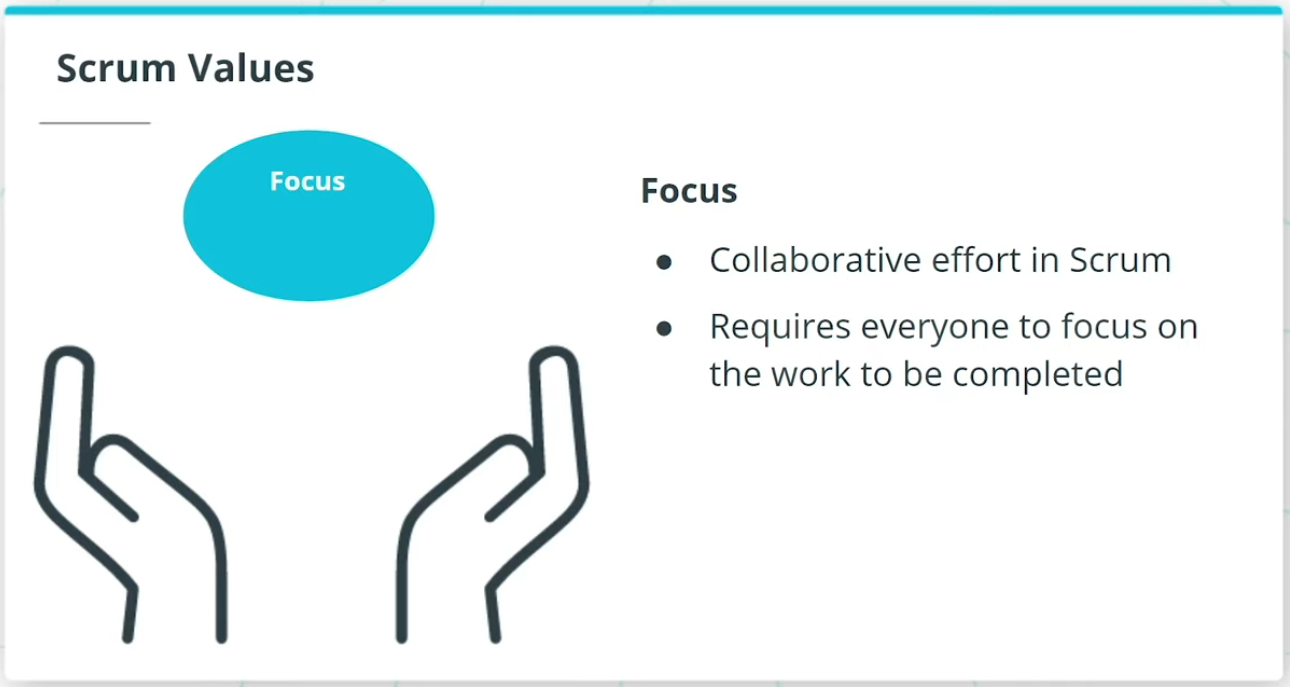 Scrum Values
Focus
Focus
● Collaborative effort in Scrum
● Requires everyone to focus on
the work to be completed